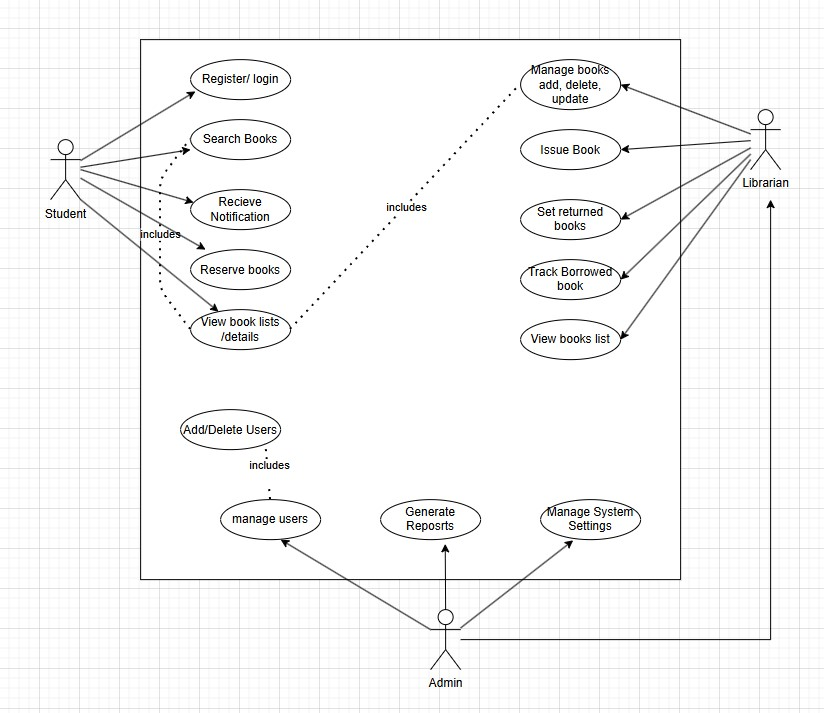 Register/ login
Search Books
Recieve
Notification
includes
Reserve books
View book lists
/details
Student
includes
Manage books
add, delete,
update
Issue Book
Set returned
books
Track Borrowed
book
View books list
Librarian
Add/Delete Users
includes
manage users
Generate
Reposrts
Manage System
Settings
Admin